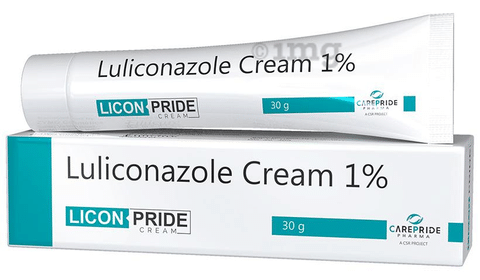 1mg
Luliconazole Cream 1%
LICON PRIDE
CREAM
30 g
CAREPRIDE
PHARMA
A CSR PROJECT
Luliconazole Cream 1%
LICON PRIDE
CREAM
30 g
CAREPRIDE
PHARMA
A CSR PROJECT